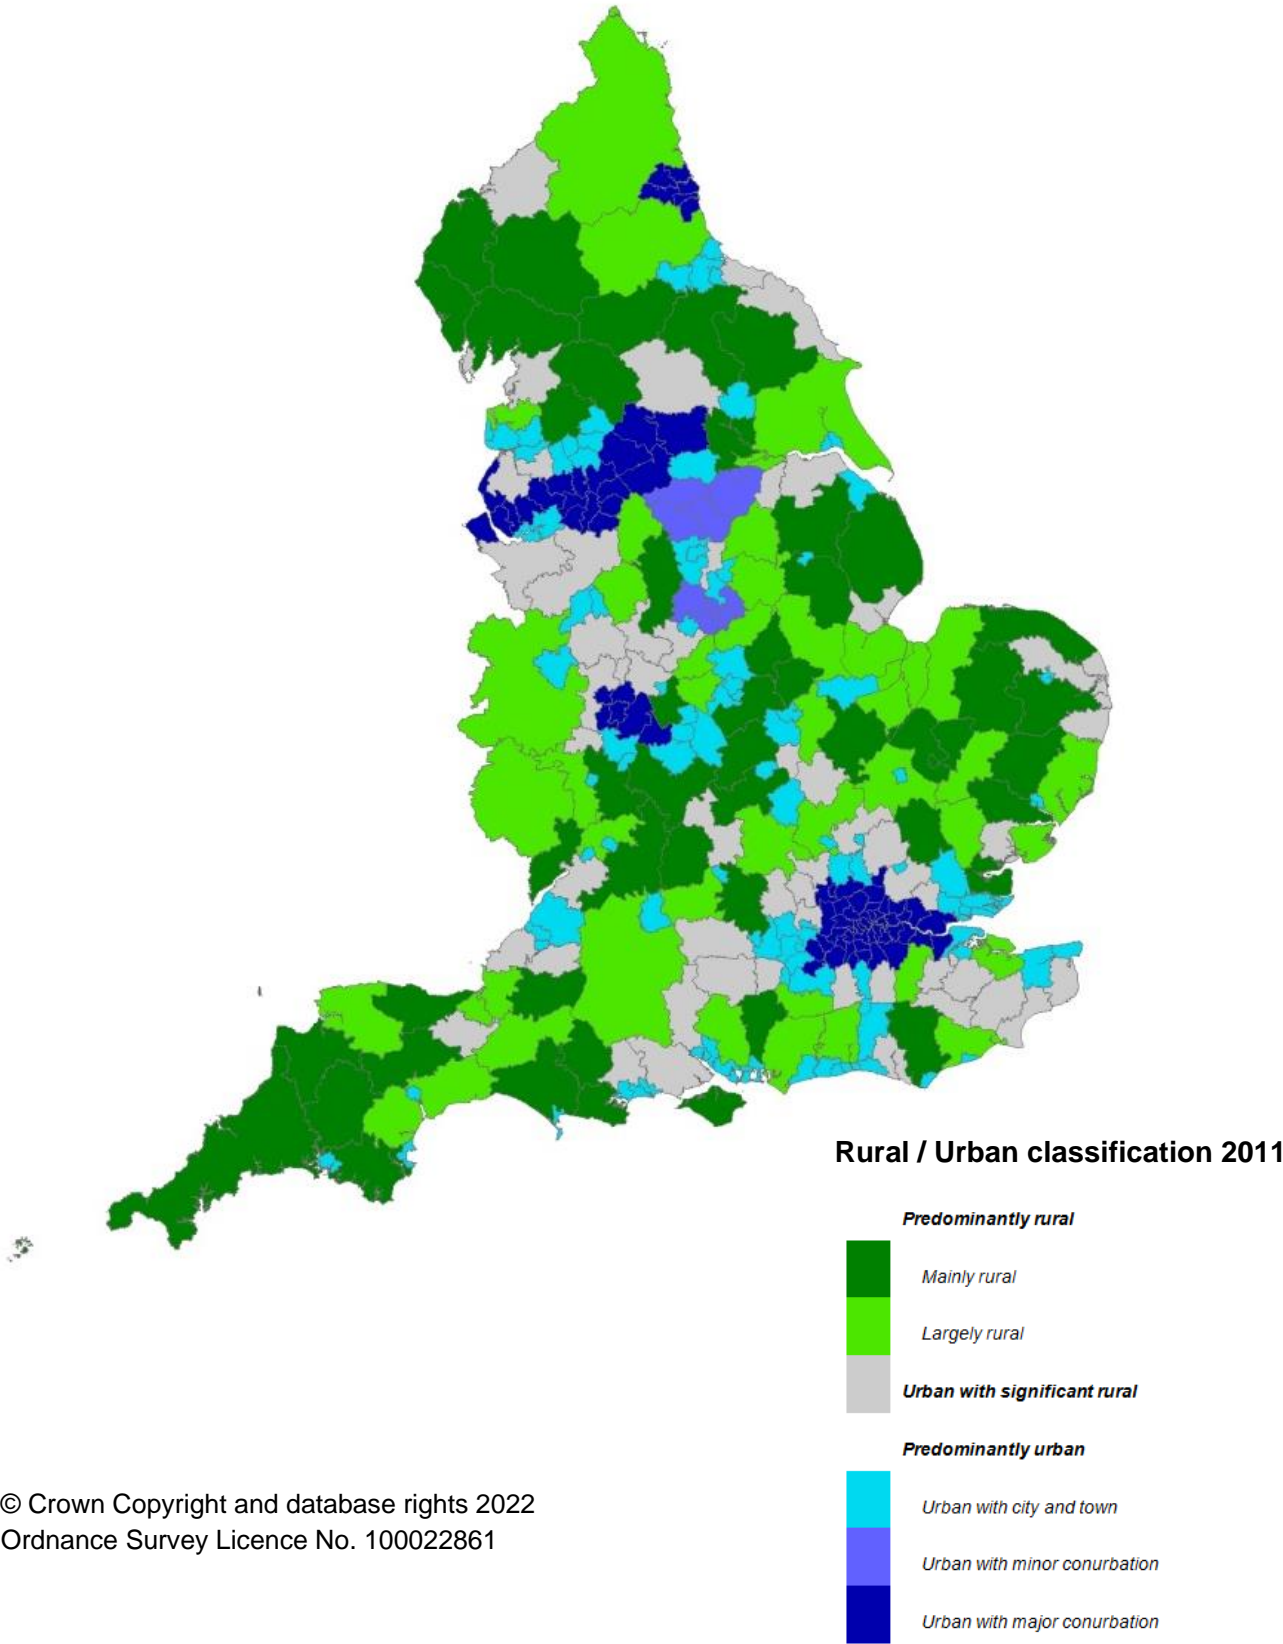 Rural / Urban classification 2011
Predominantly rural
Mainly rural
Largely rural
Urban with significant rural
Predominantly urban
Urban with city and town
Urban with minor conurbation
Urban with major conurbation
© Crown Copyright and database rights 2022
Ordnance Survey Licence No. 100022861